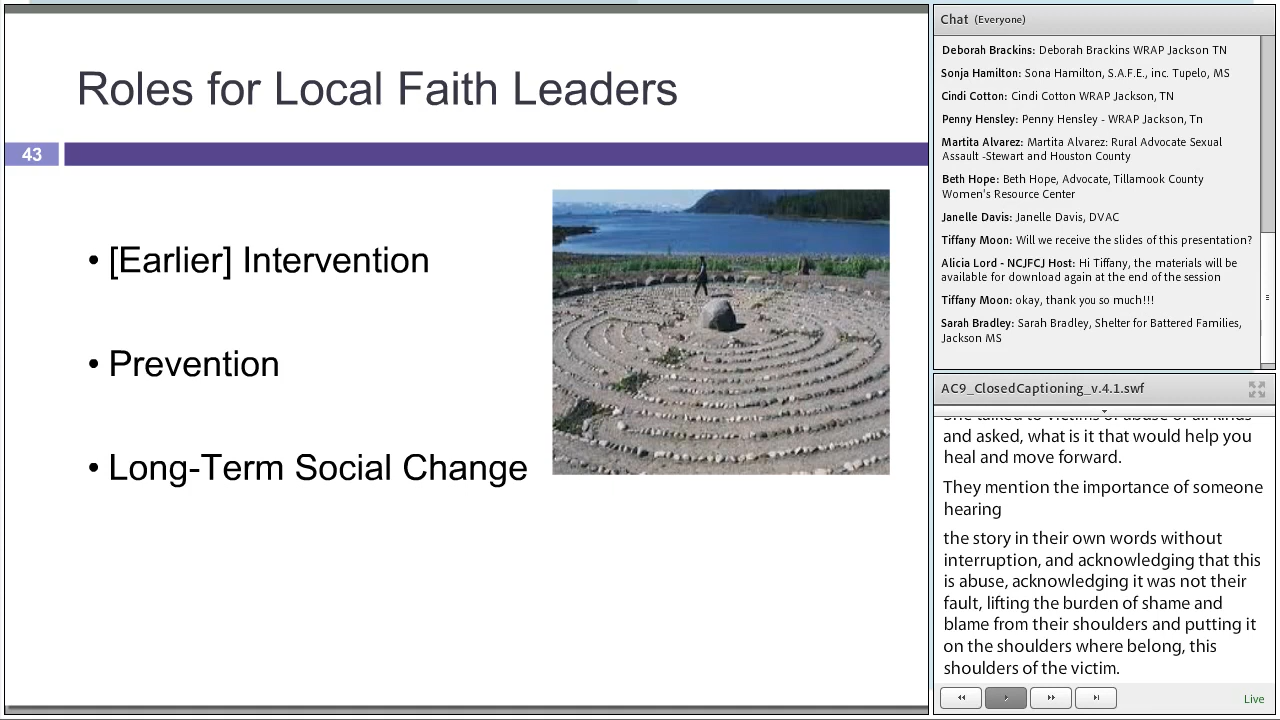 Roles for Local Faith Leaders
43
• [Earlier] Intervention
• Prevention
• Long-Term Social Change
Chat (Everyone)
Deborah Brackins: Deborah Brackins WRAP Jackson TN
Sonja Hamilton: Sona Hamilton, S.A.F.E., inc. Tupelo, MS
Cindi Cotton: Cindi Cotton WRAP Jackson, TN
Penny Hensley: Penny Hensley - WRAP Jackson, Tn
Martita Alvarez: Martita Alvarez: Rural Advocate Sexual
Assault -Stewart and Houston County
Beth Hope: Beth Hope, Advocate, Tillamook County
Women's Resource Center
Janelle Davis: Janelle Davis, DVAC
Tiffany Moon: Will we receive the slides of this presentation?
Alicia Lord - NCJFCJ Host: Hi Tiffany, the materials will be
available for download again at the end of the session
Tiffany Moon: okay, thank you so much!!!
Sarah Bradley: Sarah Bradley, Shelter for Battered Families,
Jackson MS
AC9_ClosedCaptioning_v.4.1.swf
She talked to victims of abuse of all kinds
and asked, what is it that would help you
heal and move forward.
They mention the importance of someone
hearing
the story in their own words without
interruption, and acknowledging that this
is abuse, acknowledging it was not their
fault, lifting the burden of shame and
blame from their shoulders and putting it
on the shoulders where belong, this
shoulders of the victim.
Live